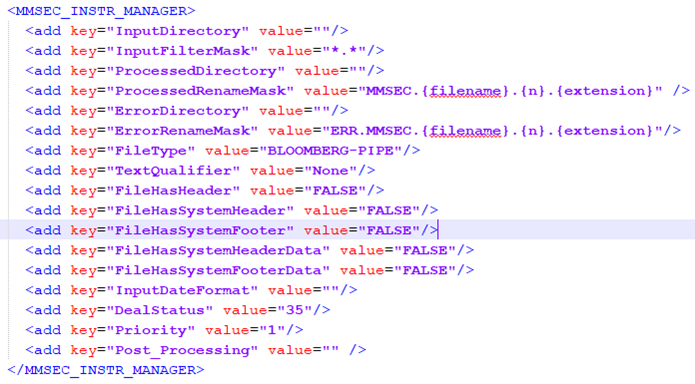 <MMSEC_INSTR_MANAGER>
<add key="InputDirectory" value=""/>
<add key="InputFilterMask" value="*.*"/>
<add key="ProcessedDirectory" value=""/>
<add key="ProcessedRenameMask" value="MMSEC.{filename}.{n}.{extension}" />
<add key="ErrorDirectory" value=""/>
<add key="ErrorRenameMask" value="ERR.MMSEC.{filename}.{n}.{extension}"/>
<add key="FileType" value="BLOOMBERG-PIPE"/>
<add key="TextQualifier" value="None"/>
<add key="FileHasHeader" value="FALSE"/>
<add key="FileHasSystemHeader" value="FALSE"/>
<add key="FileHasSystemFooter" value="FALSE"/>
<add key="FileHasSystemHeaderData" value="FALSE"/>
<add key="FileHasSystemFooterData" value="FALSE"/>
<add key="InputDateFormat" value=""/>
<add key="DealStatus" value="35"/>
<add key="Priority" value="1"/>
<add key="Post_Processing" value="" />
</MMSEC_INSTR_MANAGER>